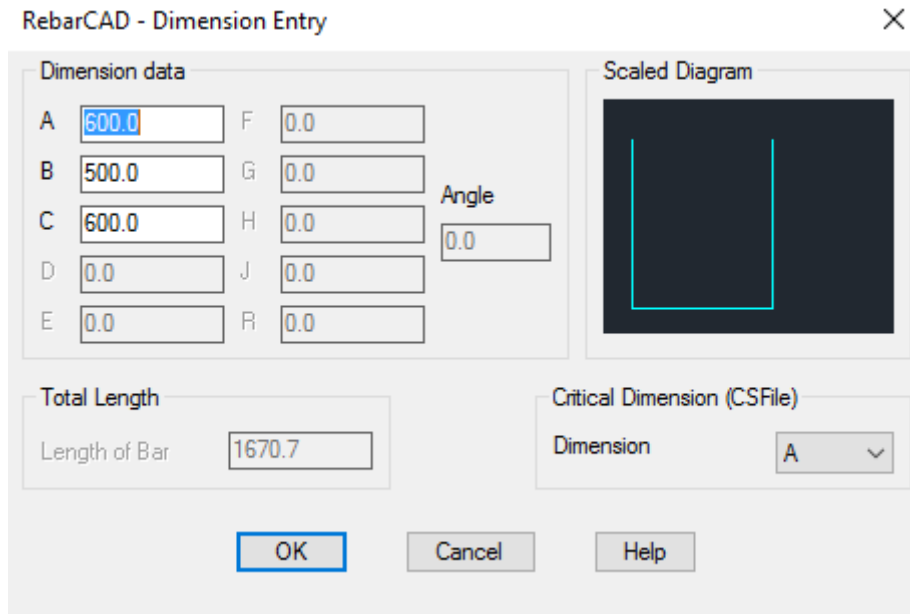 RebarCAD - Dimension Entry
Dimension data
Scaled Diagram
A 600.0 F 0.0
B 500.0 G 0.0
Angle
C 600.0 H 0.0
0.0
D 0.0 J 0.0
E 0.0 R 0.0
Total Length
Critical Dimension (CSFile)
Length of Bar 1670.7
Dimension A
OK Cancel Help